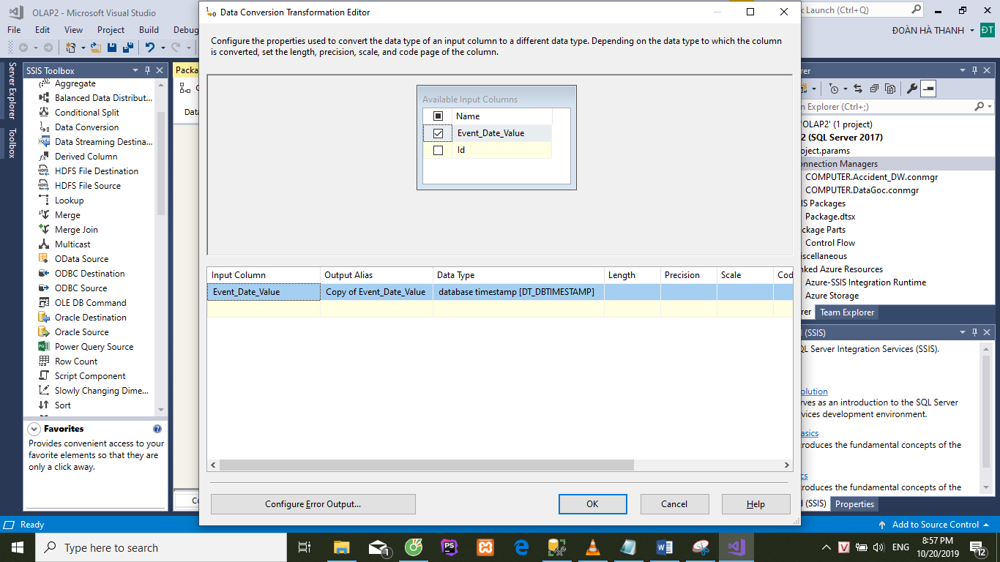 OLAP2 - Microsoft Visual Studio
Data Conversion Transformation Editor
Launch (Ctrl+Q)
File Edit View Project Build Debug
ĐOÀN HÀ THANH ĐT
Configure the properties used to convert the data type of an input column to a different data type. Depending on the data type to which the column
is converted, set the length, precision, scale, and code page of the column.
Server Explorer
Toolbox
SSIS Toolbox
Aggregate
Balanced Data Distribut...
Conditional Split
Data Conversion
Data Streaming Destina...
Derived Column
HDFS File Destination
HDFS File Source
Lookup
Merge
Merge Join
Multicast
OData Source
ODBC Destination
ODBC Source
OLE DB Command
Oracle Destination
Oracle Source
Power Query Source
Row Count
Script Component
Slowly Changing Dime...
Sort
Favorites
Provides convenient access to your
favorite elements so that they are
only a click away.
Packa
Dat
Available Input Columns
Name
Event_Date_Value
Id
Input Column Output Alias Data Type Length Precision Scale Cod
Event_Date_Value Copy of Event_Date_Value database timestamp [DT_DBTIMESTAMP]
Configure Error Output... OK Cancel Help
rer
n Explorer (Ctrl+;)
'OLAP2' (1 project)
2 (SQL Server 2017)
oject.params
nnection Managers
COMPUTER.Accident_DW.conmgr
COMPUTER.DataGoc.conmgr
IS Packages
Package.dtsx
ckage Parts
Control Flow
iscellaneous
nked Azure Resources
Azure-SSIS Integration Runtime
Azure Storage
rer Team Explorer
(SSIS)
QL Server Integration Services (SSIS).
olution
rves as an introduction to the SQL Server
vices development environment.
asics
troduces the fundamental concepts of the
cs
troduces the fundamental concepts of the
(SSIS) Properties
Ready
Add to Source Control
Type here to search
1
PS
V
ENG
8:57 PM
10/20/2019
12